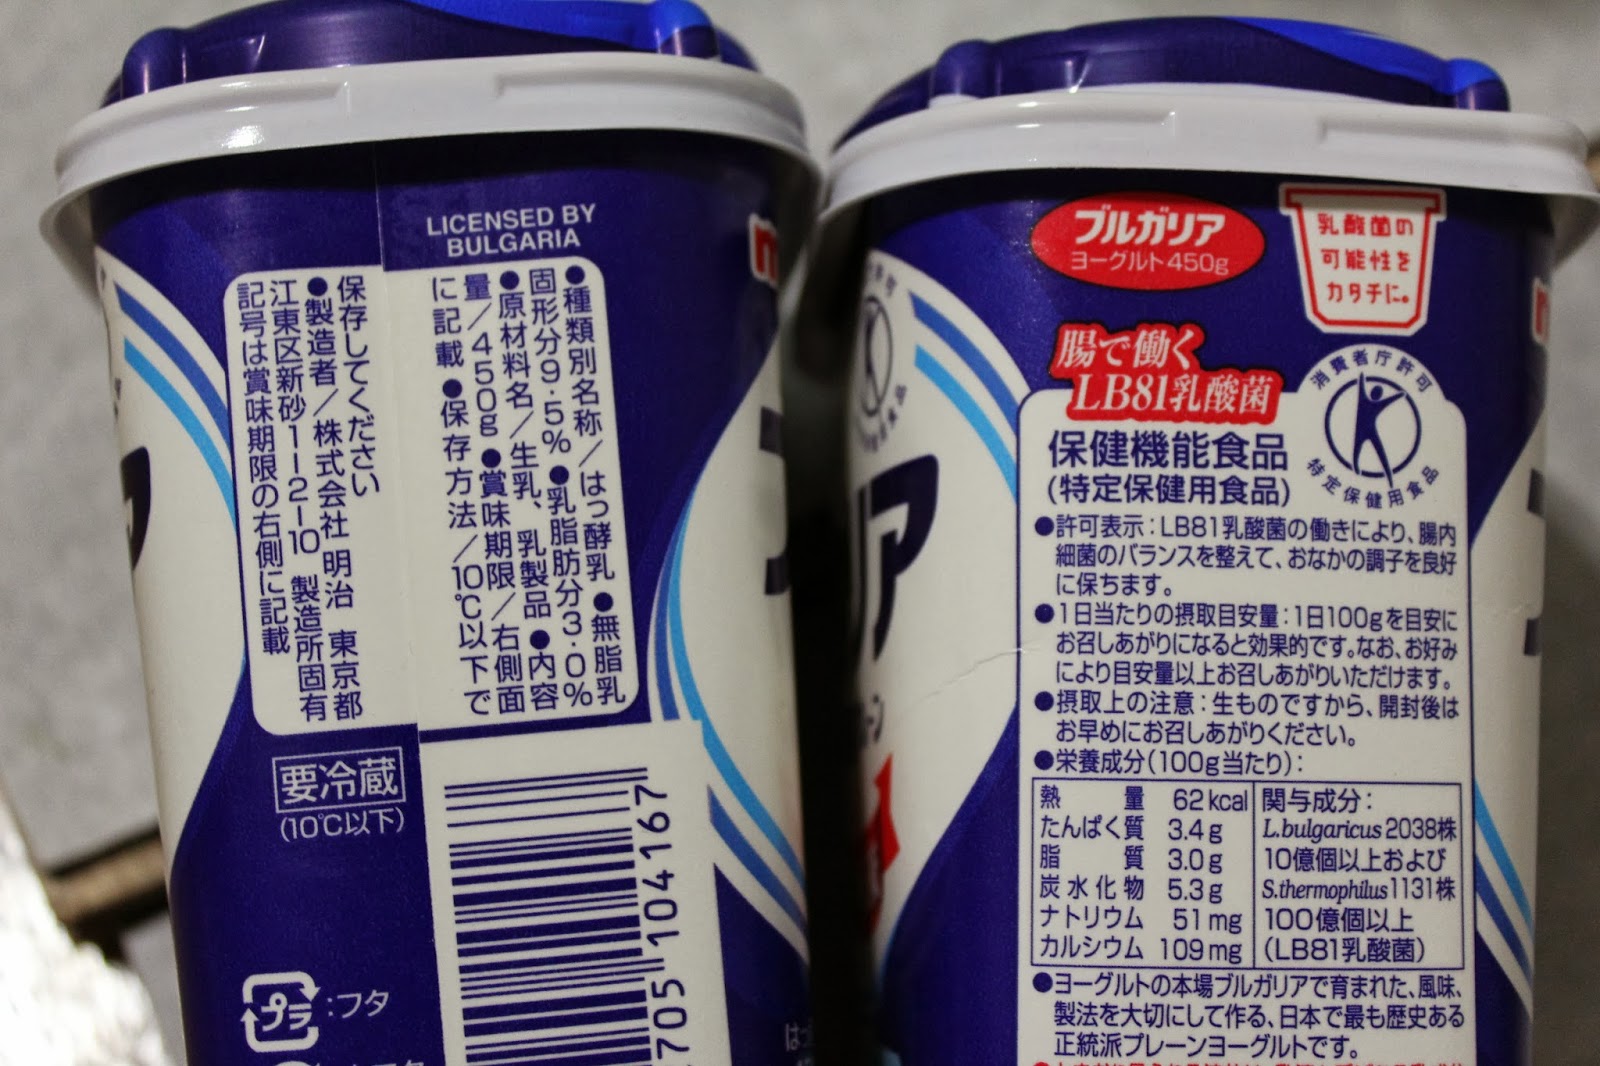 LICENSED BY
BULGARIA
●種類別名称/はっ酵乳 ●無脂乳
固形分9.5% ●乳脂肪分3.0%
●原材料名/生乳、乳製品 ●内容
量/450g ●賞味期限/右側面
に記載 ●保存方法/10℃以下で
保存してください
●製造者/株式会社 明治 東京都
江東区新砂1-2-10 製造所固有
記号は賞味期限の右側に記載
要冷蔵
(10℃以下)
705 104167
プラ:フタ
ブルガリア
ヨーグルト450g
乳酸菌の
可能性を
カタチに。
腸で働く
LB81乳酸菌
消費者庁許可
特定保健用食品
保健機能食品
(特定保健用食品)
●許可表示:LB81乳酸菌の働きにより、腸内
細菌のバランスを整えて、おなかの調子を良好
に保ちます。
●1日当たりの摂取目安量:1日100gを目安に
お召しあがりになると効果的です。なお、お好み
により目安量以上お召しあがりいただけます。
●摂取上の注意:生ものですから、開封後は
お早めにお召しあがりください。
●栄養成分(100g当たり):
熱量 62kcal
たんぱく質 3.4g
脂質 3.0g
炭水化物 5.3g
ナトリウム 51mg
カルシウム 109mg
関与成分:
L.bulgaricus 2038株
10億個以上および
S.thermophilus 1131株
100億個以上
(LB81乳酸菌)
●ヨーグルトの本場ブルガリアで育まれた、風味、
製法を大切にして作る、日本で最も歴史ある
正統派プレーンヨーグルトです。